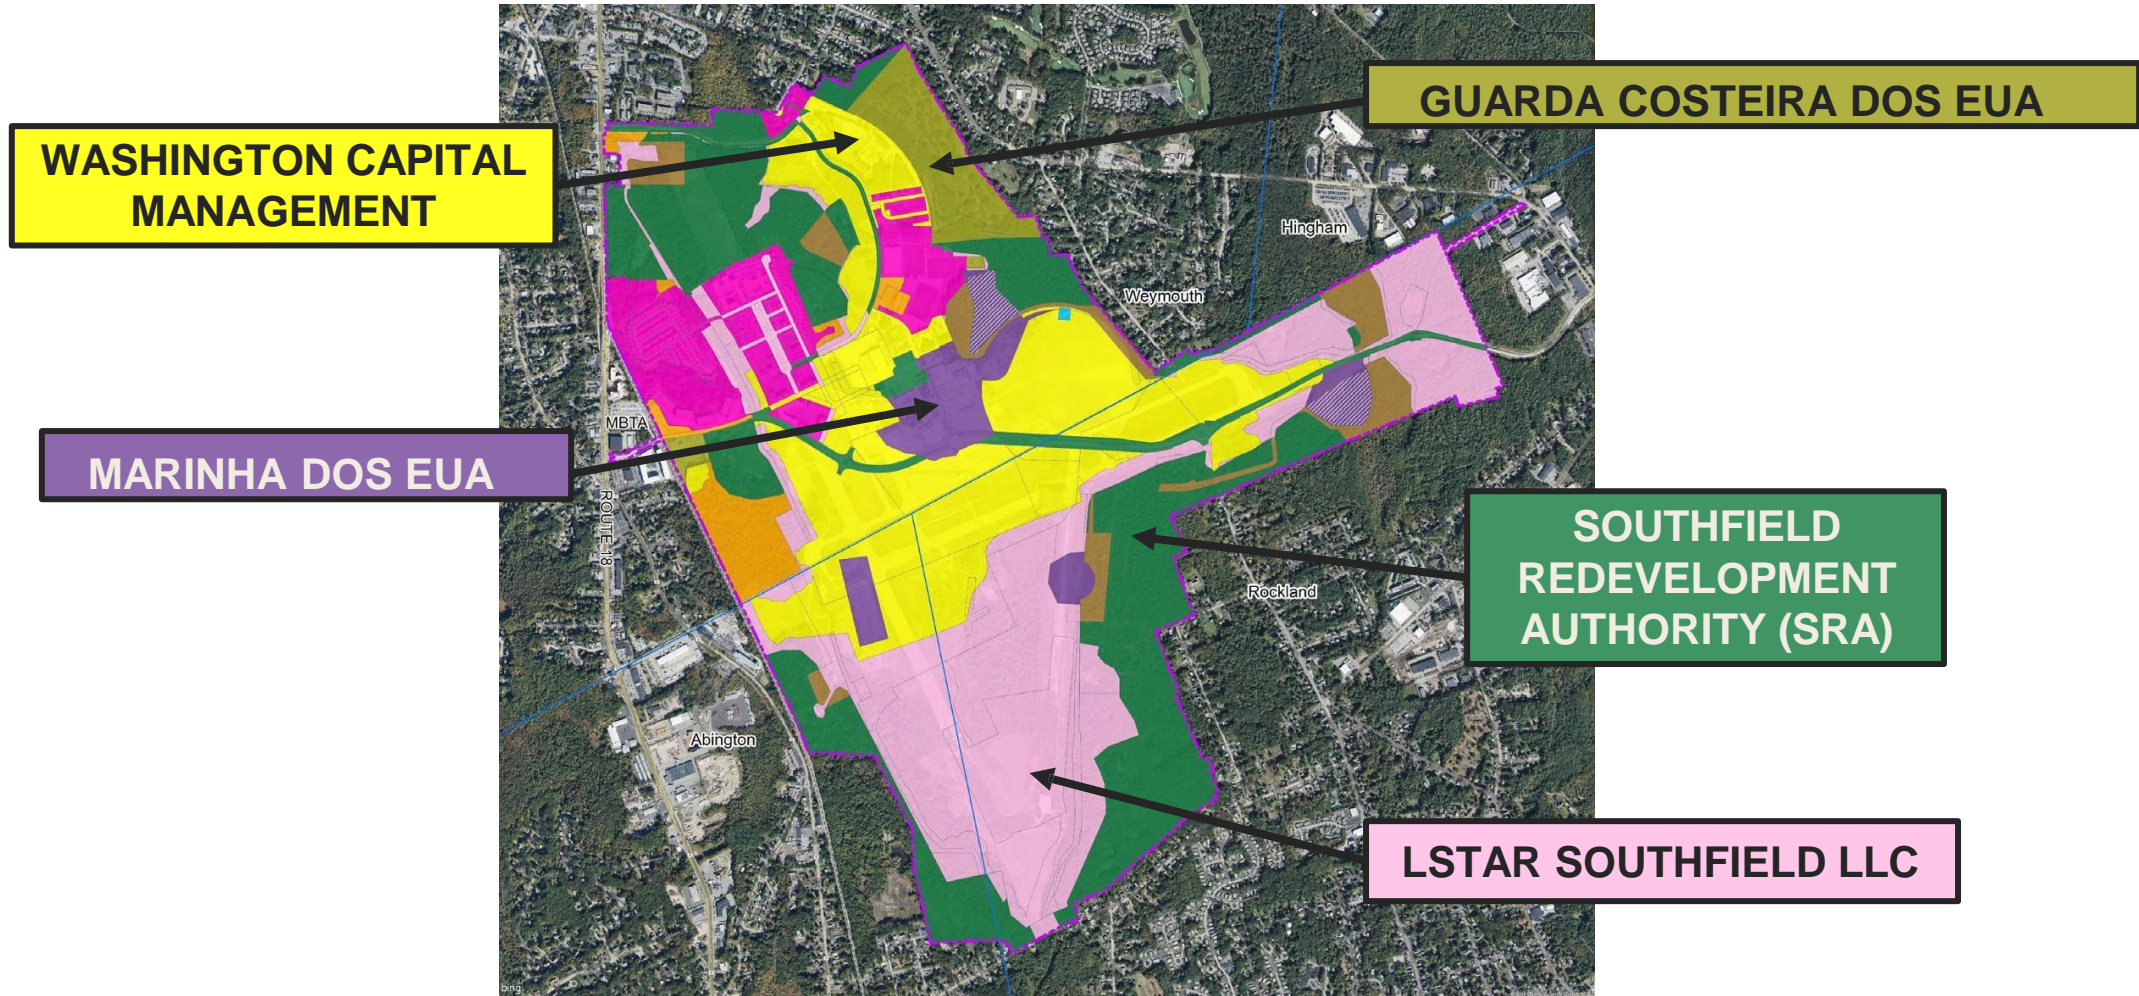 GUARDA COSTEIRA DOS EUA
WASHINGTON CAPITAL
MANAGEMENT
Hingham
Weymouth
MBTA
MARINHA DOS EUA
ROUTE 18
SOUTHFIELD
REDEVELOPMENT
AUTHORITY (SRA)
Rockland
Abington
LSTAR SOUTHFIELD LLC
bing